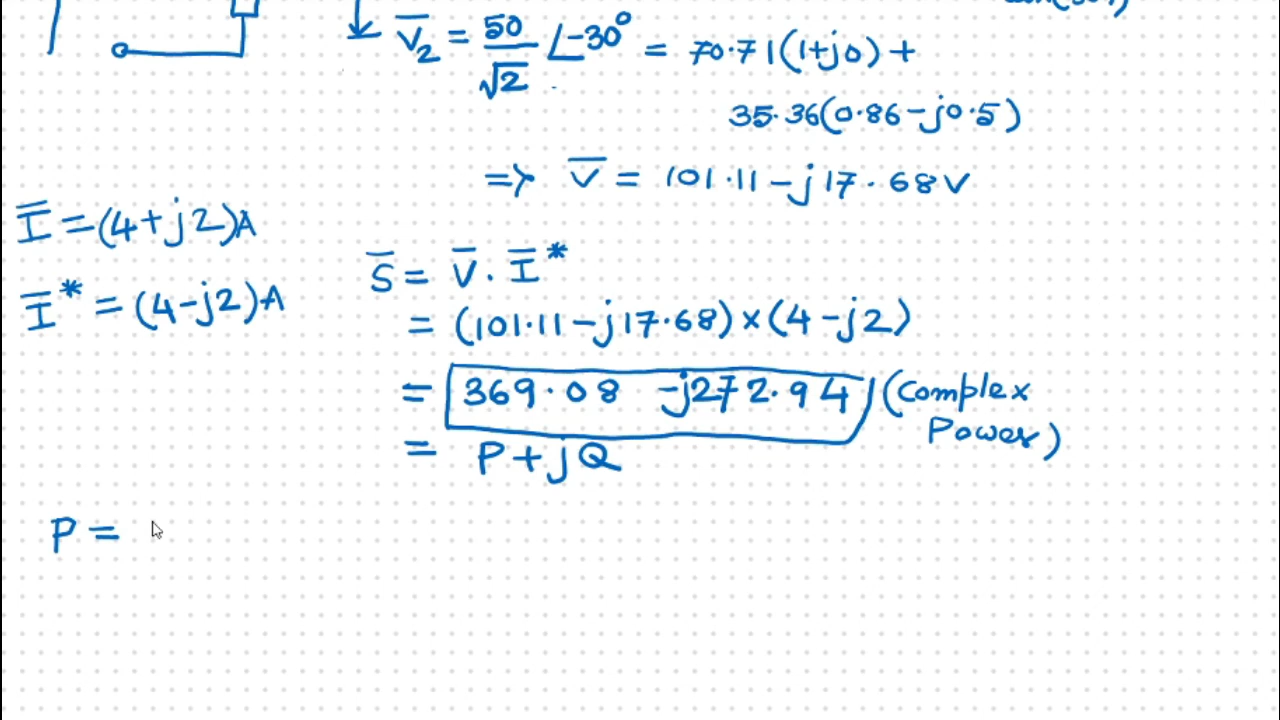 V̅₂ = 50/√2 ∠-30° = 70.71(1+j0) +
35.36(0.86-j0.5)
=> V̅ = 101.11-j17.68V
I̅ = (4+j2)A
I̅* = (4-j2)A
S̅ = V̅ . I̅*
= (101.11-j17.68)×(4-j2)
= 369.08 -j272.94 (Complex
Power)
= P+jQ
P =